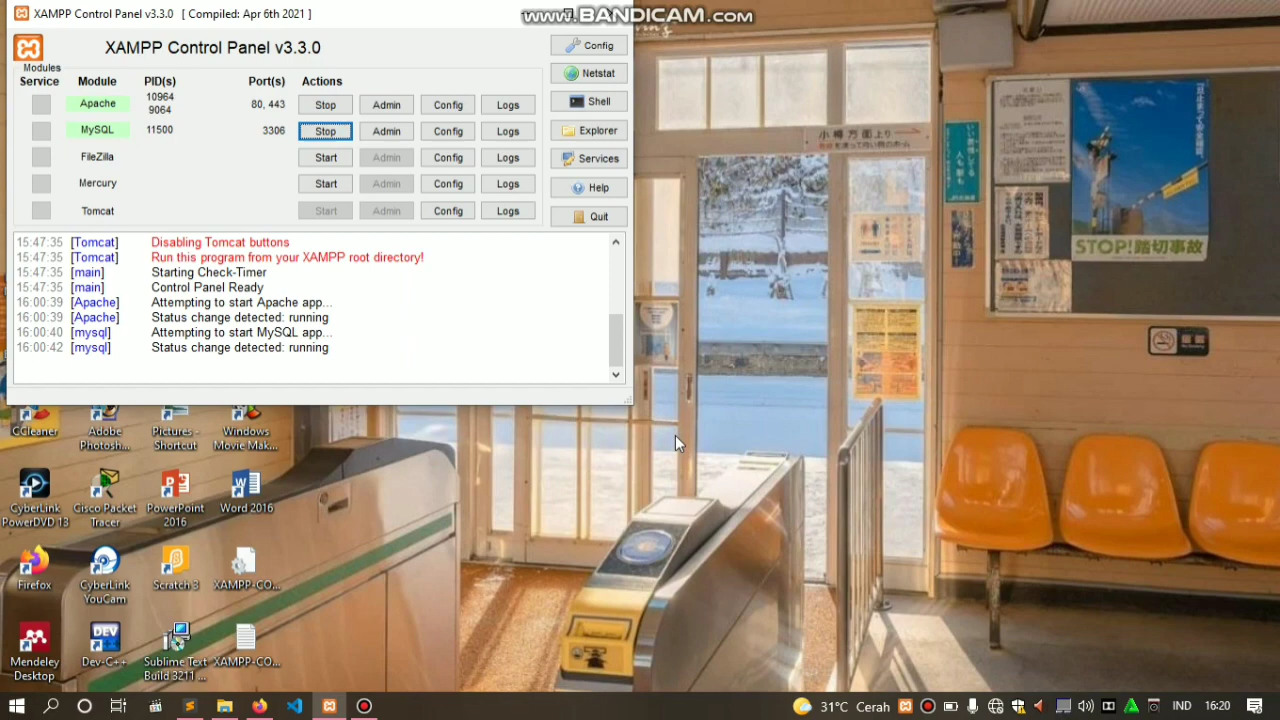 XAMPP Control Panel v3.3.0 [ Compiled: Apr 6th 2021 ]
www.BANDICAM.com
XAMPP Control Panel v3.3.0
Config
Modules
Service Module PID(s) Port(s) Actions
Netstat
Apache 10964 9064 80, 443 Stop Admin Config Logs
Shell
MySQL 11500 3306 Stop Admin Config Logs
Explorer
FileZilla Start Admin Config Logs
Services
Mercury Start Admin Config Logs
Help
Tomcat Start Admin Config Logs
Quit
15:47:35 [Tomcat] Disabling Tomcat buttons
15:47:35 [Tomcat] Run this program from your XAMPP root directory!
15:47:35 [main] Starting Check-Timer
15:47:35 [main] Control Panel Ready
16:00:39 [Apache] Attempting to start Apache app...
16:00:39 [Apache] Status change detected: running
16:00:40 [mysql] Attempting to start MySQL app...
16:00:42 [mysql] Status change detected: running
小樽方面上り
STOP!踏切事故
CCleaner
Adobe
Photosh...
Pictures -
Shortcut
Windows
Movie Mak...
CyberLink
PowerDVD 13
Cisco Packet
Tracer
PowerPoint
2016
Word 2016
Firefox
CyberLink
YouCam
Scratch 3
XAMPP-CO...
Mendeley
Desktop
DEV
Dev-C++
Sublime Text
Build 3211 ...
XAMPP-CO...
31°C Cerah
IND
16:20